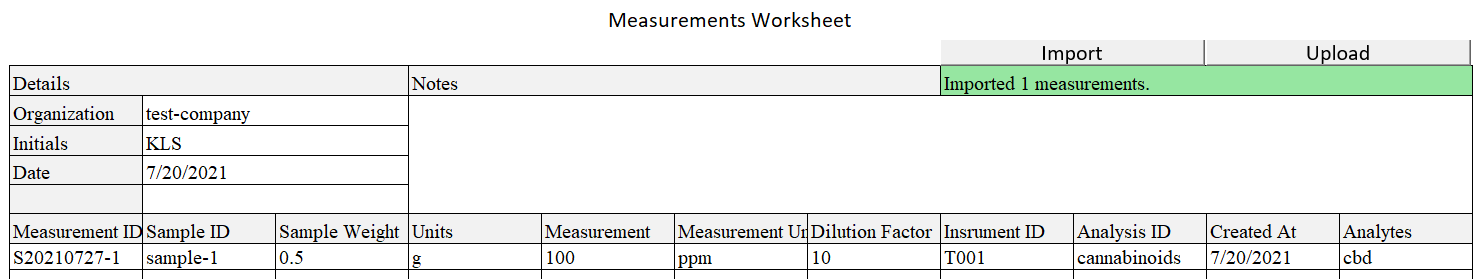 Measurements Worksheet
Import Upload
Details Notes Imported 1 measurements.
Organization test-company
Initials KLS
Date 7/20/2021
Measurement ID Sample ID Sample Weight Units Measurement Measurement Ur Dilution Factor Insrument ID Analysis ID Created At Analytes
S20210727-1 sample-1 0.5 g 100 ppm 10 T001 cannabinoids 7/20/2021 cbd